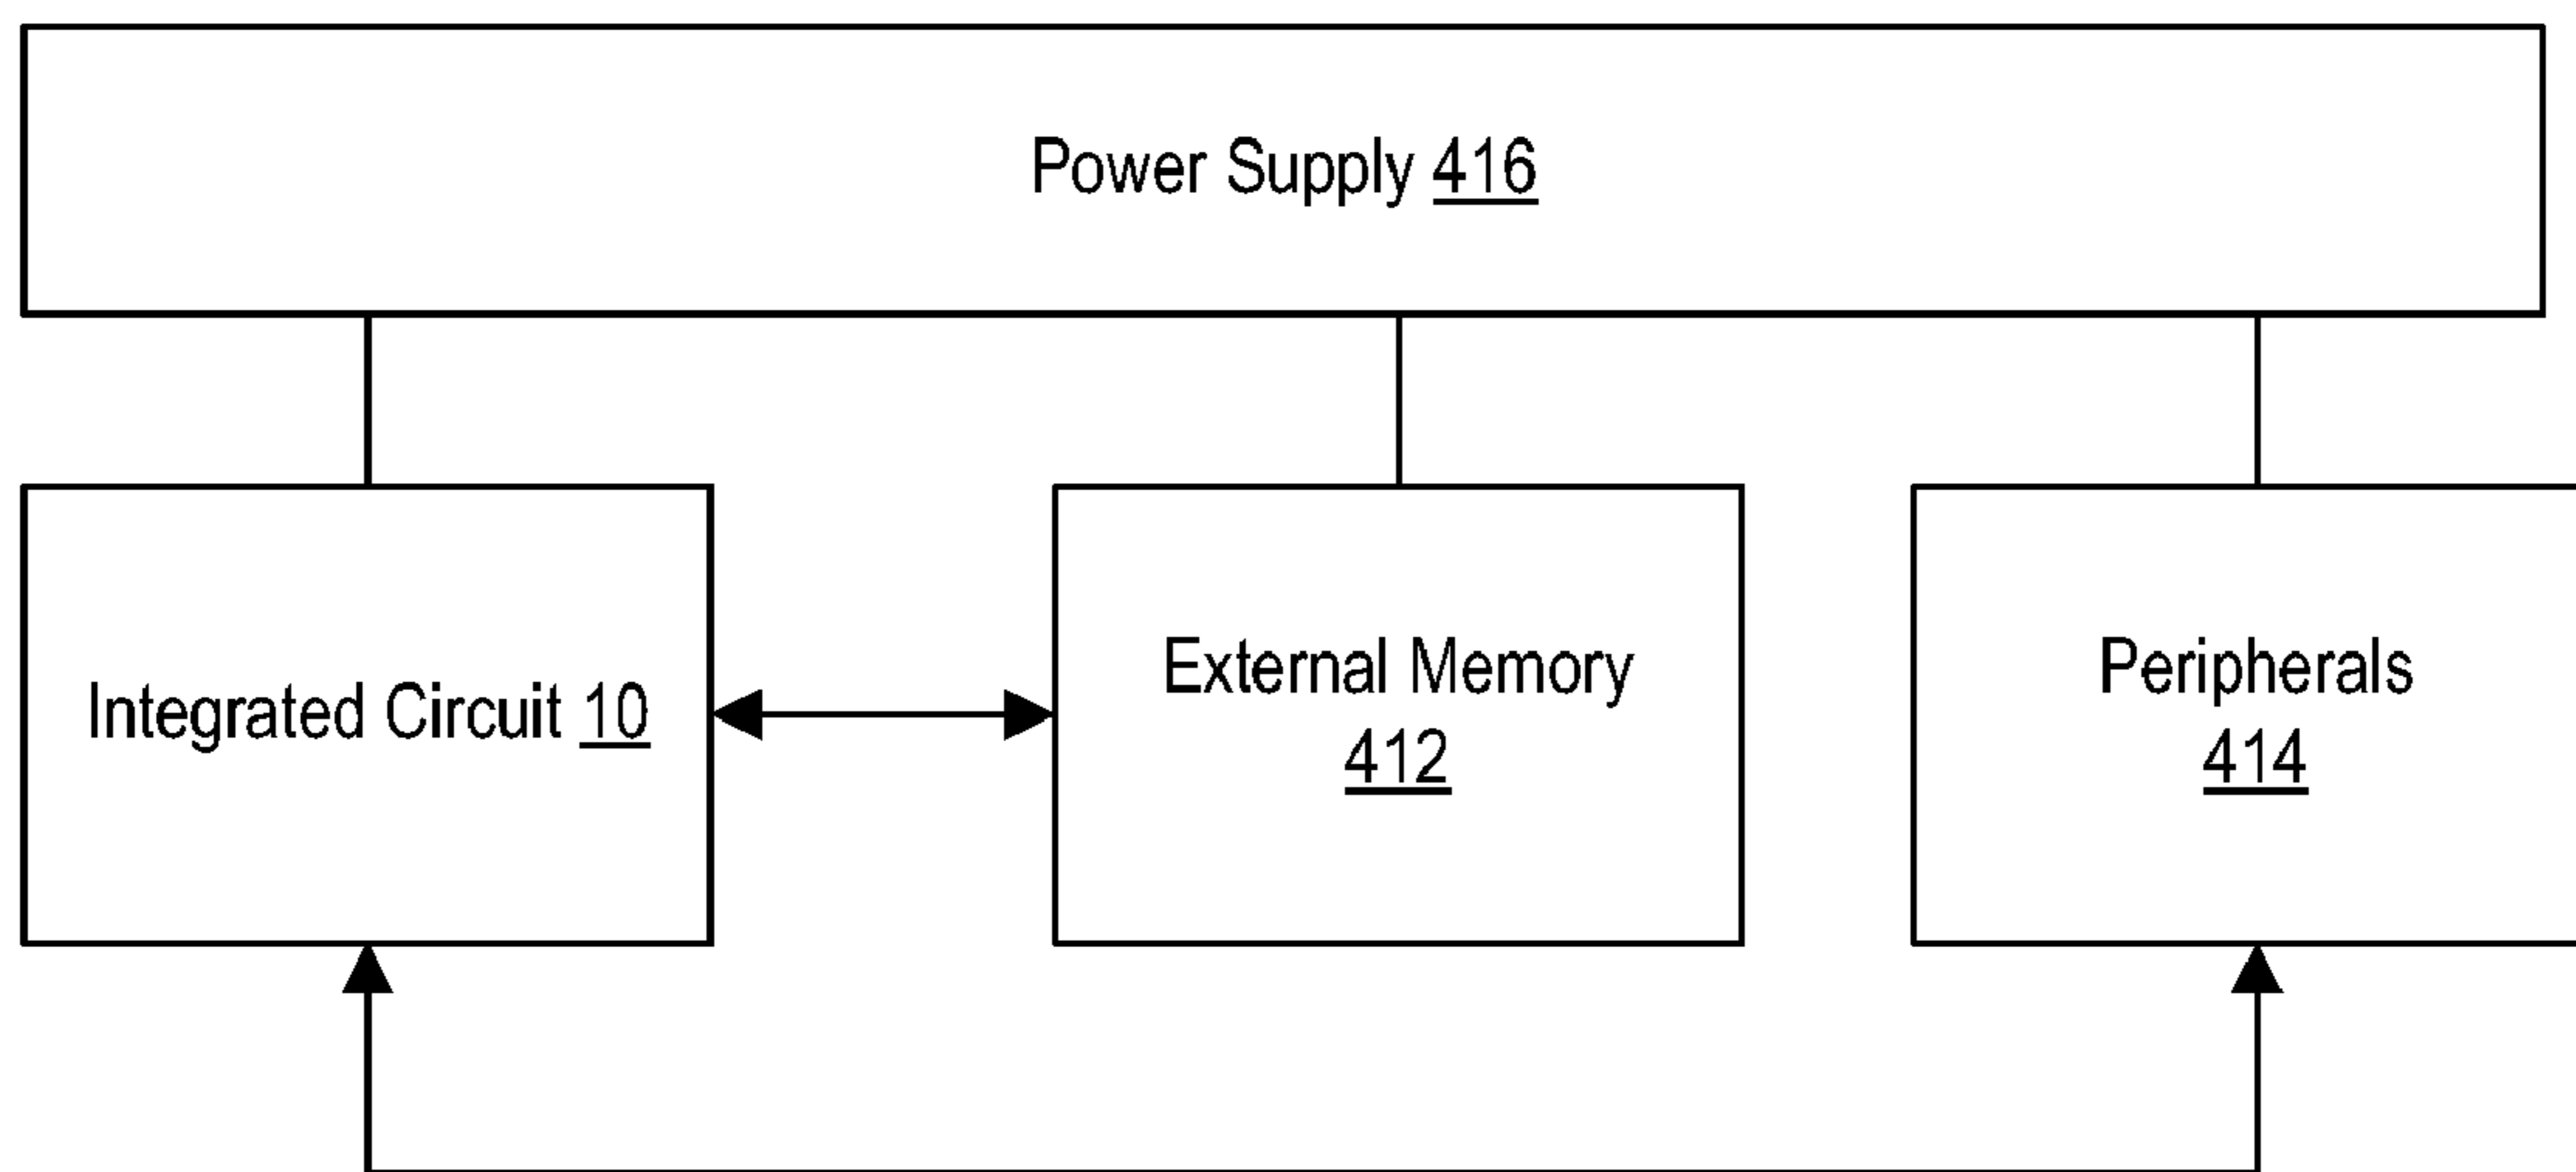 Power Supply 416
Integrated Circuit 10
External Memory
412
Peripherals
414